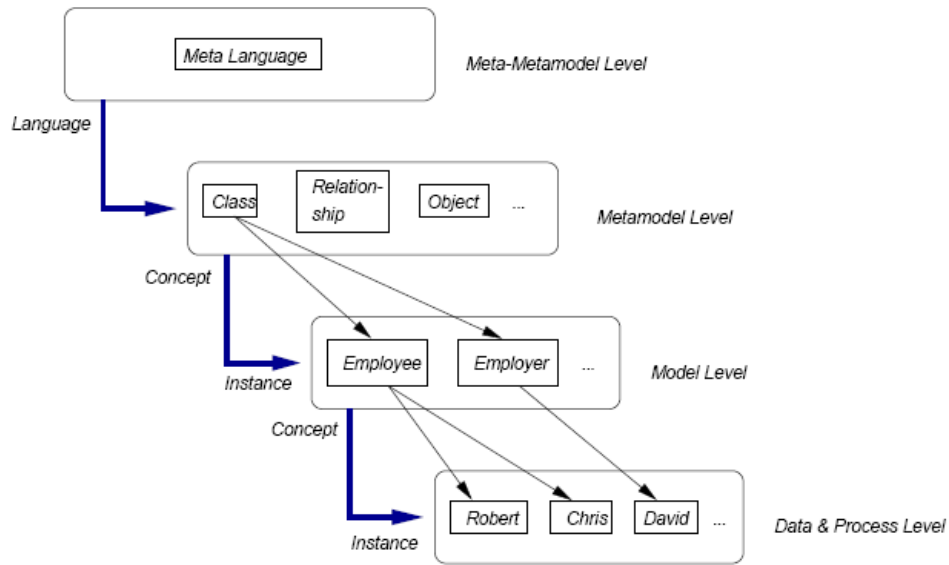 Meta Language
Meta-Metamodel Level
Language
Class
Relation-
ship
Object
...
Metamodel Level
Concept
Employee
Employer
...
Model Level
Instance
Concept
Robert
Chris
David
...
Data & Process Level
Instance